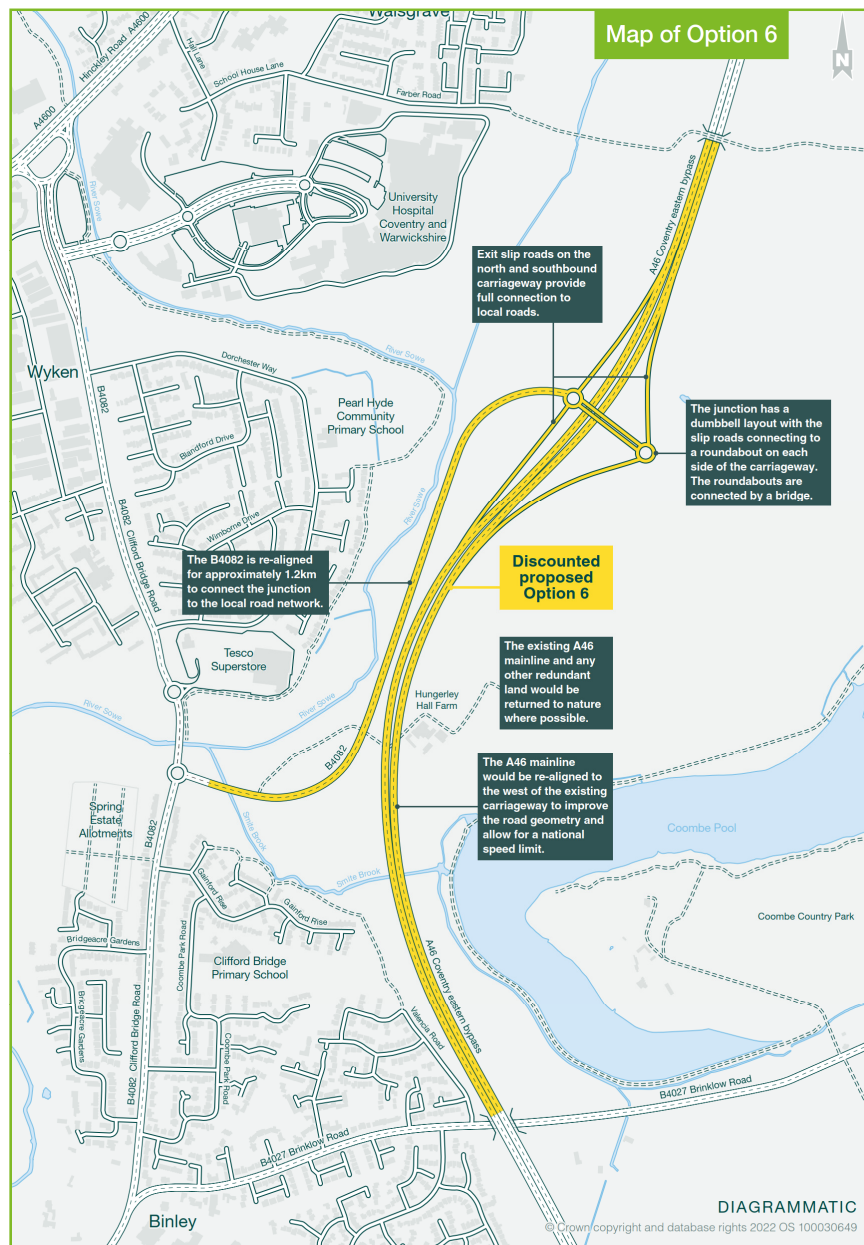 Walsgrave
Map of Option 6
N
Hinckley Road A4600
A4600
Hall Lane
School House Lane
Farber Road
River Sowe
University
Hospital
Coventry and
Warwickshire
A46 Coventry eastern bypass
Exit slip roads on the
north and southbound
carriageway provide
full connection to
local roads.
River Sowe
Wyken
B4082
Dorchester Way
Pearl Hyde
Community
Primary School
Blandford Drive
The junction has a
dumbbell layout with the
slip roads connecting to
a roundabout on each
side of the carriageway.
The roundabouts are
connected by a bridge.
River Sowe
Wimborne Drive
B4082 Clifford Bridge Road
The B4082 is re-aligned
for approximately 1.2km
to connect the junction
to the local road network.
Discounted
proposed
Option 6
Tesco
Superstore
The existing A46
mainline and any
other redundant
land would be
returned to nature
where possible.
Hungerley
Hall Farm
River Sowe
River Sowe
B4082
The A46 mainline
would be re-aligned to
the west of the existing
carriageway to improve
the road geometry and
allow for a national
speed limit.
Spring
Estate
Allotments
B4082
Smite Brook
Smite Brook
Coombe Pool
Gainford Rise
Gainford Rise
Coombe Country Park
Bridgeacre Gardens
Coombe Park Road
Clifford Bridge
Primary School
A46 Coventry eastern bypass
Bridgeacre Gardens
B4082 Clifford Bridge Road
Coombe Park Road
Valencia Road
B4027 Brinklow Road
B4027 Brinklow Road
Binley
DIAGRAMMATIC
© Crown copyright and database rights 2022 OS 100030649